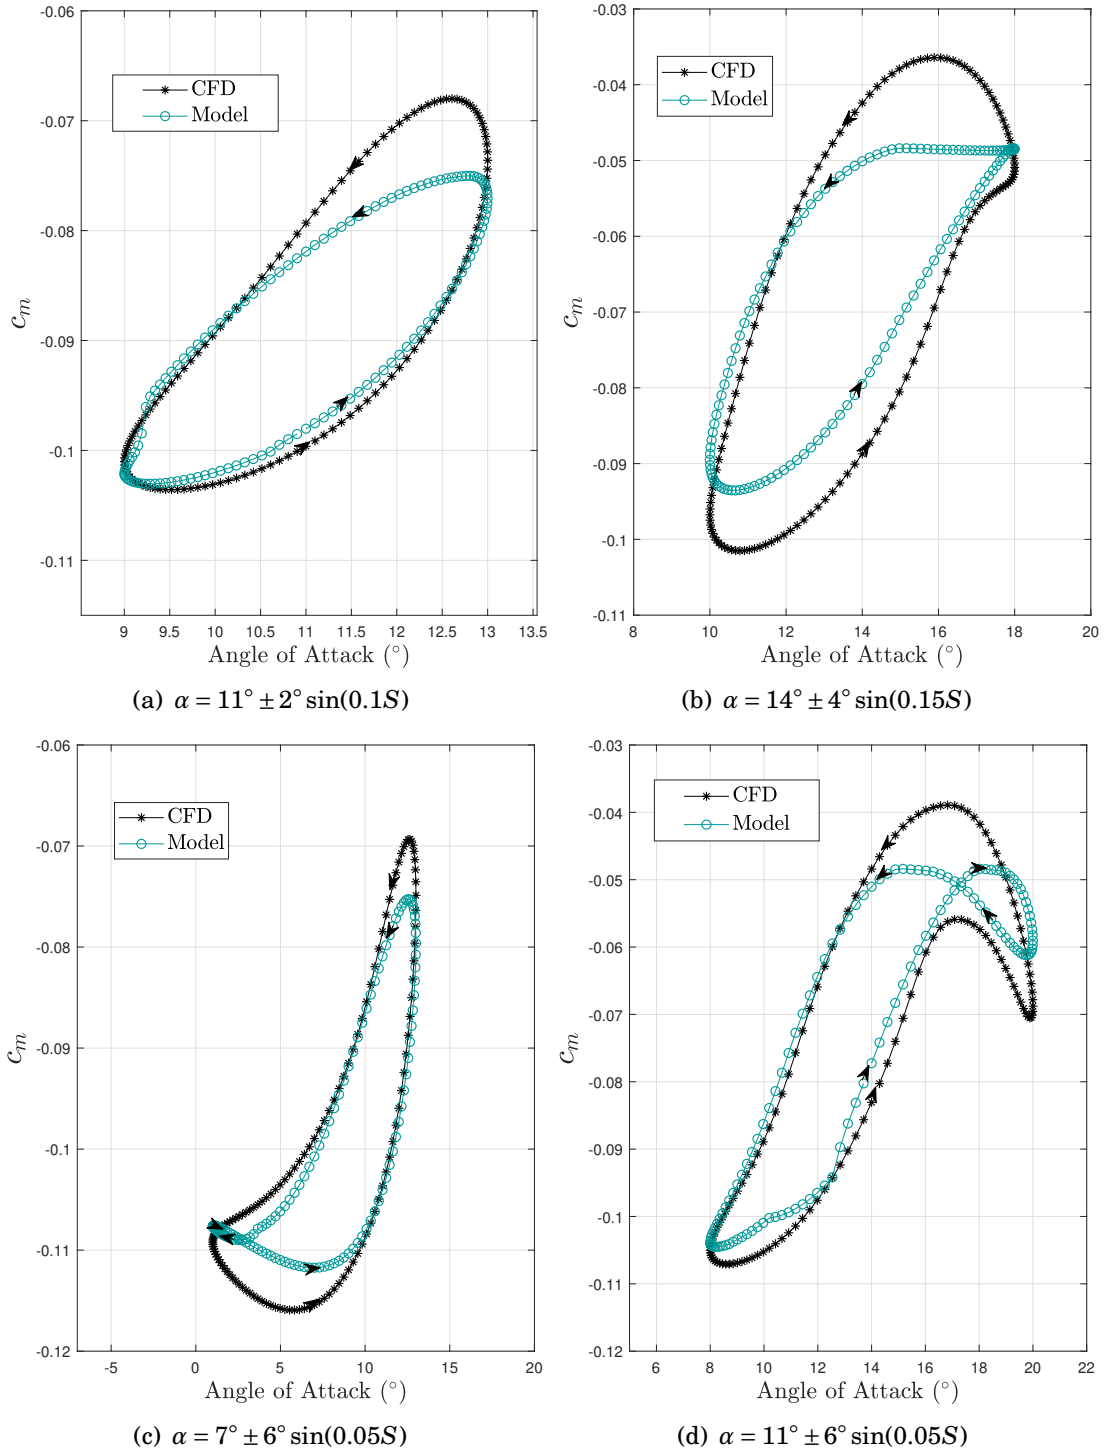 -0.06
-0.07
-0.08
-0.09
-0.1
-0.11
c_m
CFD
Model
9 9.5 10 10.5 11 11.5 12 12.5 13 13.5
Angle of Attack (°)
(a) α = 11° ± 2° sin(0.1S)
-0.03
-0.04
-0.05
-0.06
-0.07
-0.08
-0.09
-0.1
-0.11
c_m
CFD
Model
8 10 12 14 16 18 20
Angle of Attack (°)
(b) α = 14° ± 4° sin(0.15S)
-0.06
-0.07
-0.08
-0.09
-0.1
-0.11
-0.12
c_m
CFD
Model
-5 0 5 10 15 20
Angle of Attack (°)
(c) α = 7° ± 6° sin(0.05S)
-0.03
-0.04
-0.05
-0.06
-0.07
-0.08
-0.09
-0.1
-0.11
-0.12
c_m
CFD
Model
6 8 10 12 14 16 18 20 22
Angle of Attack (°)
(d) α = 11° ± 6° sin(0.05S)